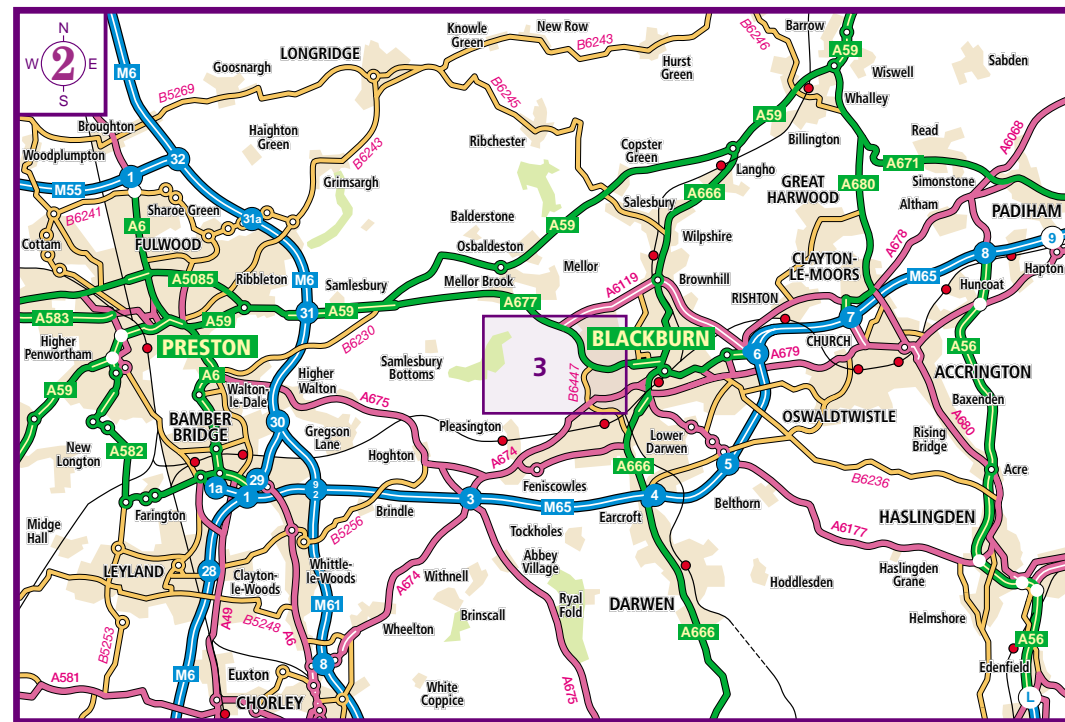 N
W 2 E
S
M6
LONGRIDGE
Knowle
Green
New Row
B6243
B6246
Barrow
A59
Wiswell
Sabden
Goosnargh
Hurst
Green
B5269
B6245
Whalley
Broughton
Haighton
Green
Ribchester
A59
Billington
Read
A6068
Woodplumpton
32
B6243
Copster
Green
A671
1
Grimsargh
Langho
M55
A666
GREAT
HARWOOD
A680
Simonstone
B6241
A6
Sharoe Green
31a
Balderstone
Salesbury
Altham
PADIHAM
Cottam
FULWOOD
A59
Wilpshire
A678
9
Osbaldeston
8
A5085
Ribbleton
M6
Samlesbury
Mellor Brook
Mellor
A6119
Brownhill
CLAYTON-
LE-MOORS
M65
Hapton
Huncoat
RISHTON
A583
A59
31
A59
A677
7
Higher
Penwortham
PRESTON
B6230
BLACKBURN
CHURCH
A56
6
A679
3
B6447
Samlesbury
Bottoms
A59
A6
Walton-
le-Dale
Higher
Walton
ACCRINGTON
A675
Baxenden
BAMBER
BRIDGE
30
Gregson
Lane
Pleasington
OSWALDTWISTLE
A680
New
Longton
A582
Hoghton
A674
Lower
Darwen
Rising
Bridge
A666
5
Acre
29
1a
1
9
2
Feniscowles
B6236
3
M65
4
Farington
Brindle
Earcroft
Belthorn
Midge
Hall
B5256
Tockholes
A6177
HASLINGDEN
LEYLAND
28
Clayton-
le-Woods
Whittle-
le-Woods
A674
Withnell
Abbey
Village
Haslingden
Grane
Hoddlesden
M61
Ryal
Fold
DARWEN
B5253
A49
B5248
A6
Brinscall
Helmshore
Wheelton
A666
A56
8
Edenfield
M6
A581
Euxton
White
Coppice
A675
CHORLEY
L